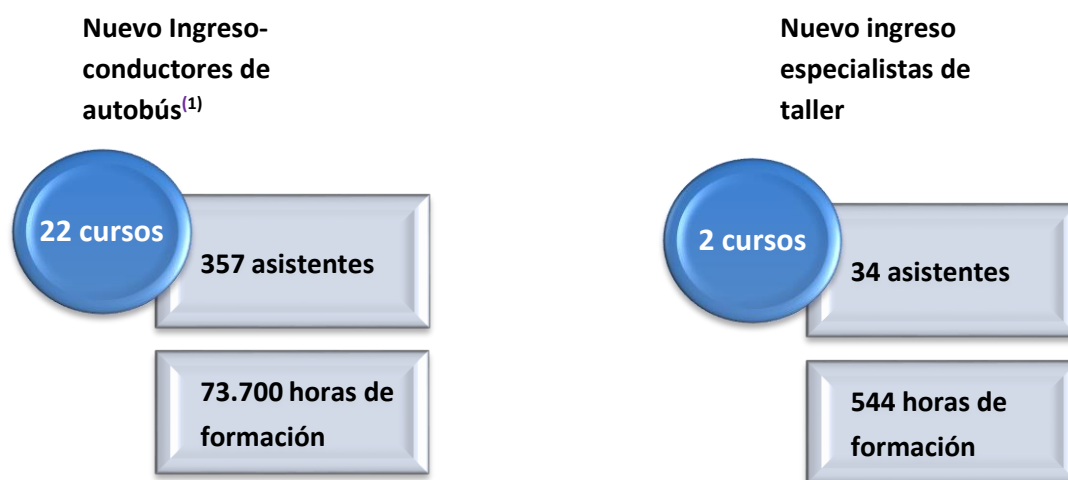 Nuevo Ingreso-
conductores de
autobús(1)
22 cursos
357 asistentes
73.700 horas de
formación
Nuevo ingreso
especialistas de
taller
2 cursos
34 asistentes
544 horas de
formación